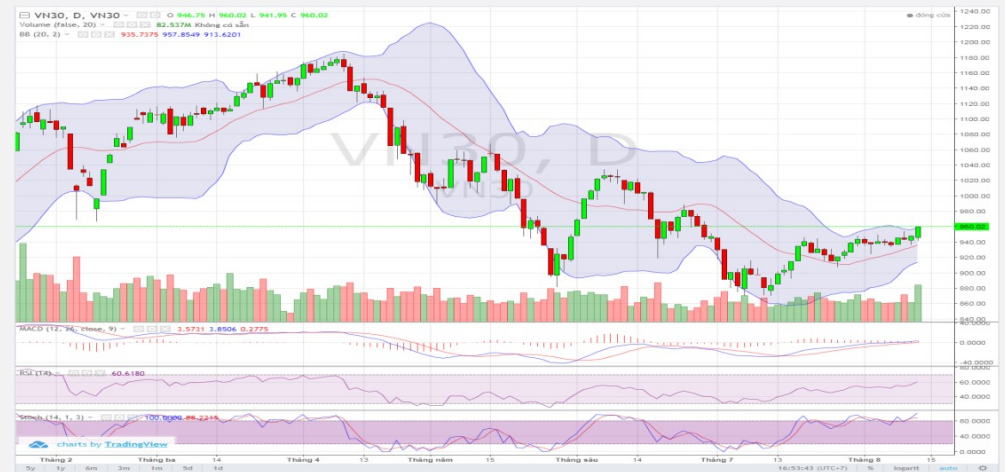 VN30, D, VN30 O 946.75 H 960.02 L 941.95 C 960.02
đóng cửa
Volume (false, 20) 82.537M Không có sẵn
BB (20, 2) 935.7375 957.8549 913.6201
VN30, D
VN30
1240.00
1220.00
1200.00
1180.00
1160.00
1140.00
1120.00
1100.00
1080.00
1060.00
1040.00
1020.00
1000.00
980.00
960.02
940.00
920.00
900.00
880.00
860.00
840.00
MACD (12, 26, close, 9) 3.5731 3.8506 0.2775
40.0000
0.0000
-40.0000
RSI (14) 60.6180
80.0000
60.0000
40.0000
Stoch (14, 1, 3) 100.0000 88.2215
80.0000
40.0000
0.0000
charts by TradingView
Tháng 2 Tháng ba 14 Tháng 4 13 Tháng năm 15 Tháng sáu 14 Tháng 7 13 Tháng 8 15
5y 1y 6m 3m 1m 5d 1d 16:53:43 (UTC+7) % logarit auto